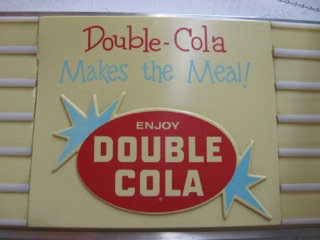 Double-Cola
Makes the Meal!
ENJOY
DOUBLE
COLA